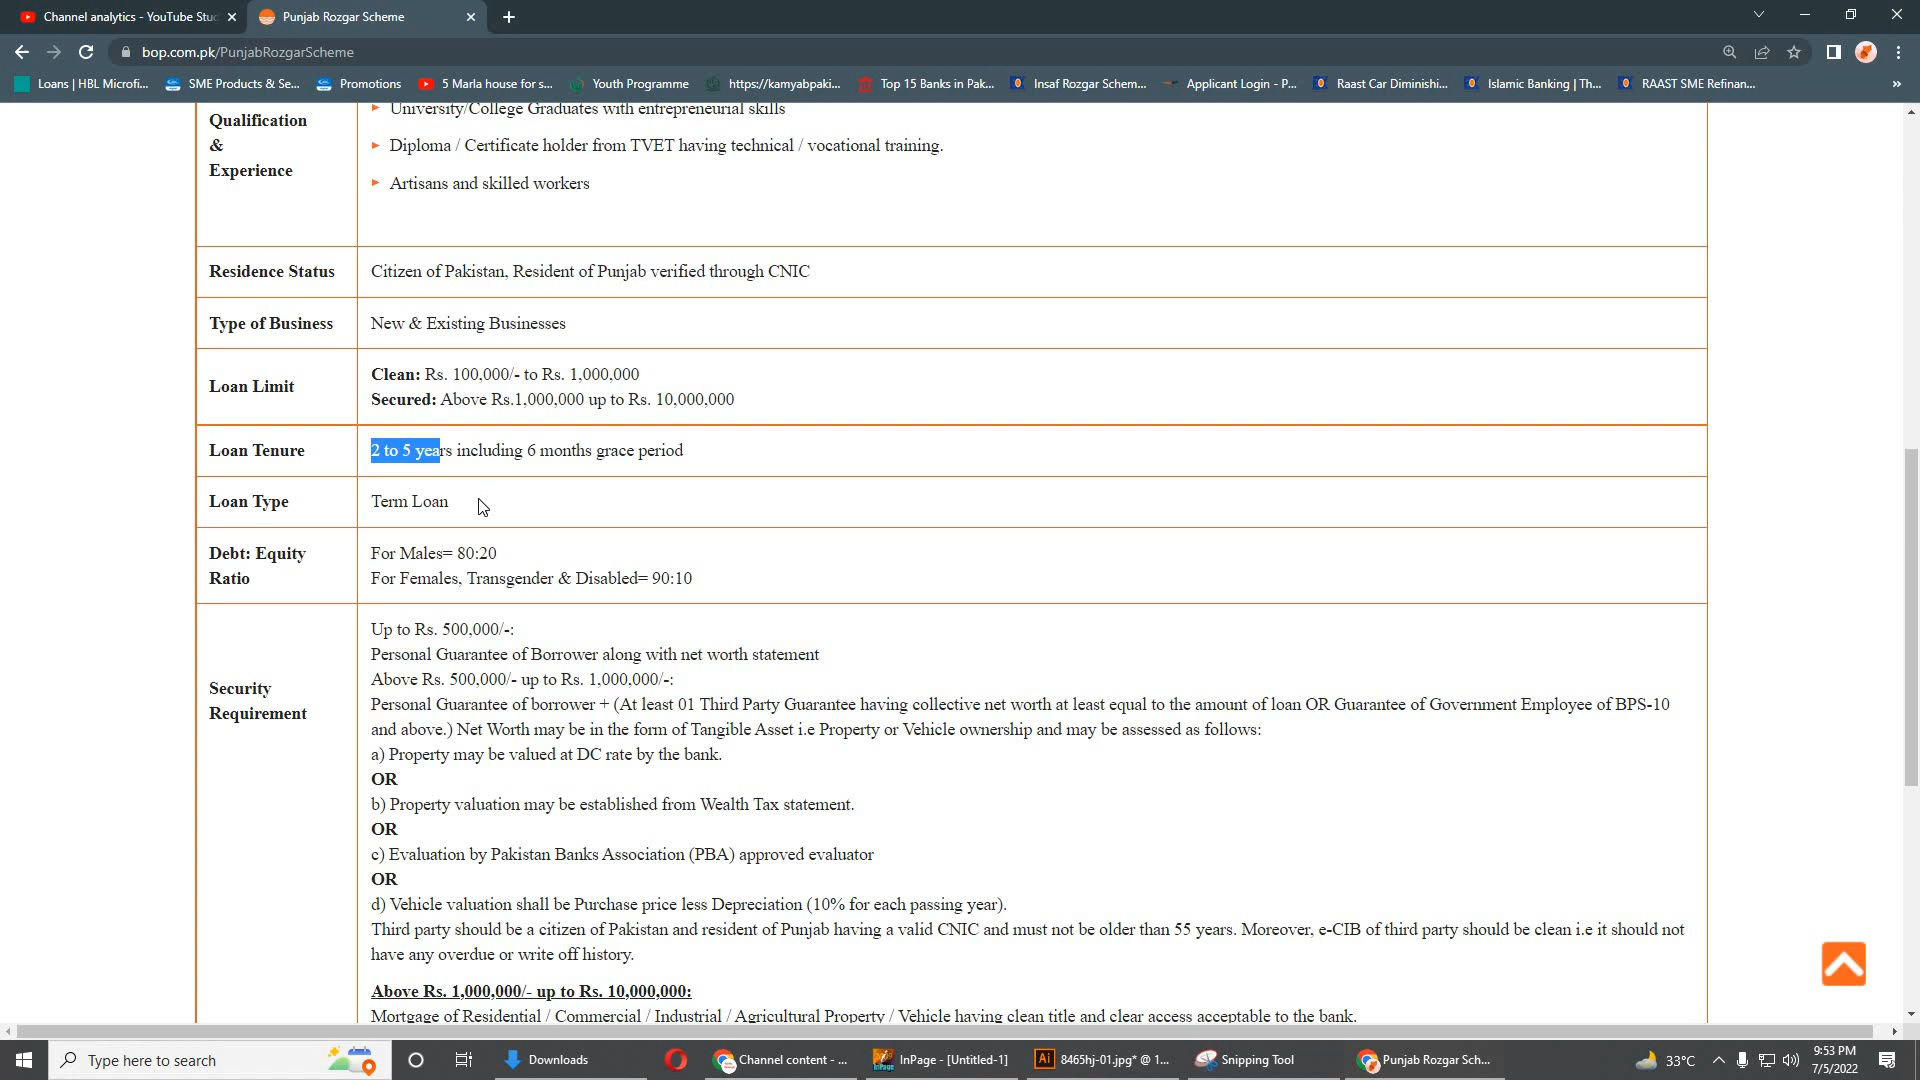 Channel analytics - YouTube Stud
Punjab Rozgar Scheme
bop.com.pk/PunjabRozgarScheme
Loans | HBL Microfi...
SME Products & Se...
Promotions
5 Marla house for s...
Youth Programme
https://kamyabpaki...
Top 15 Banks in Pak...
Insaf Rozgar Schem...
Applicant Login - P...
Raast Car Diminishi...
Islamic Banking | Th...
RAAST SME Refinan...
»
Qualification
&
Experience
University/College Graduates with entrepreneurial skills
Diploma / Certificate holder from TVET having technical / vocational training.
Artisans and skilled workers
Residence Status
Citizen of Pakistan, Resident of Punjab verified through CNIC
Type of Business
New & Existing Businesses
Loan Limit
Clean: Rs. 100,000/- to Rs. 1,000,000
Secured: Above Rs.1,000,000 up to Rs. 10,000,000
Loan Tenure
2 to 5 years including 6 months grace period
Loan Type
Term Loan
Debt: Equity
Ratio
For Males= 80:20
For Females, Transgender & Disabled= 90:10
Security
Requirement
Up to Rs. 500,000/-:
Personal Guarantee of Borrower along with net worth statement
Above Rs. 500,000/- up to Rs. 1,000,000/-:
Personal Guarantee of borrower + (At least 01 Third Party Guarantee having collective net worth at least equal to the amount of loan OR Guarantee of Government Employee of BPS-10
and above.) Net Worth may be in the form of Tangible Asset i.e Property or Vehicle ownership and may be assessed as follows:
a) Property may be valued at DC rate by the bank.
OR
b) Property valuation may be established from Wealth Tax statement.
OR
c) Evaluation by Pakistan Banks Association (PBA) approved evaluator
OR
d) Vehicle valuation shall be Purchase price less Depreciation (10% for each passing year).
Third party should be a citizen of Pakistan and resident of Punjab having a valid CNIC and must not be older than 55 years. Moreover, e-CIB of third party should be clean i.e it should not
have any overdue or write off history.
Above Rs. 1,000,000/- up to Rs. 10,000,000:
Mortgage of Residential / Commercial / Industrial / Agricultural Property / Vehicle having clean title and clear access acceptable to the bank.
Type here to search
Downloads
Channel content - ...
InPage - [Untitled-1]
Ai
8465hj-01.jpg* @ 1...
Snipping Tool
Punjab Rozgar Sch...
33°C
9:53 PM
7/5/2022